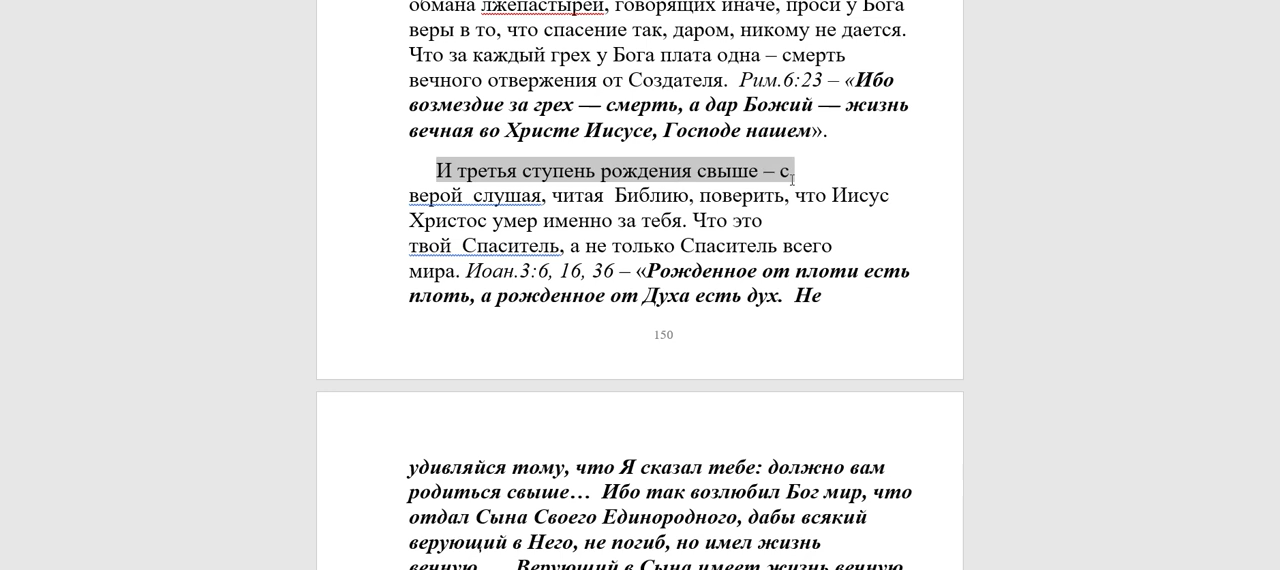 обмана лжепастырей, говорящих иначе, проси у Бога
веры в то, что спасение так, даром, никому не дается.
Что за каждый грех у Бога плата одна – смерть
вечного отвержения от Создателя.  Рим.6:23 – «Ибо
возмездие за грех — смерть, а дар Божий — жизнь
вечная во Христе Иисусе, Господе нашем».
И третья ступень рождения свыше – с
верой  слушая, читая  Библию, поверить, что Иисус
Христос умер именно за тебя. Что это
твой  Спаситель, а не только Спаситель всего
мира. Иоан.3:6, 16, 36 – «Рожденное от плоти есть
плоть, а рожденное от Духа есть дух.  Не
150
удивляйся тому, что Я сказал тебе: должно вам
родиться свыше…  Ибо так возлюбил Бог мир, что
отдал Сына Своего Единородного, дабы всякий
верующий в Него, не погиб, но имел жизнь
вечную…   Верующий в Сына имеет жизнь вечную